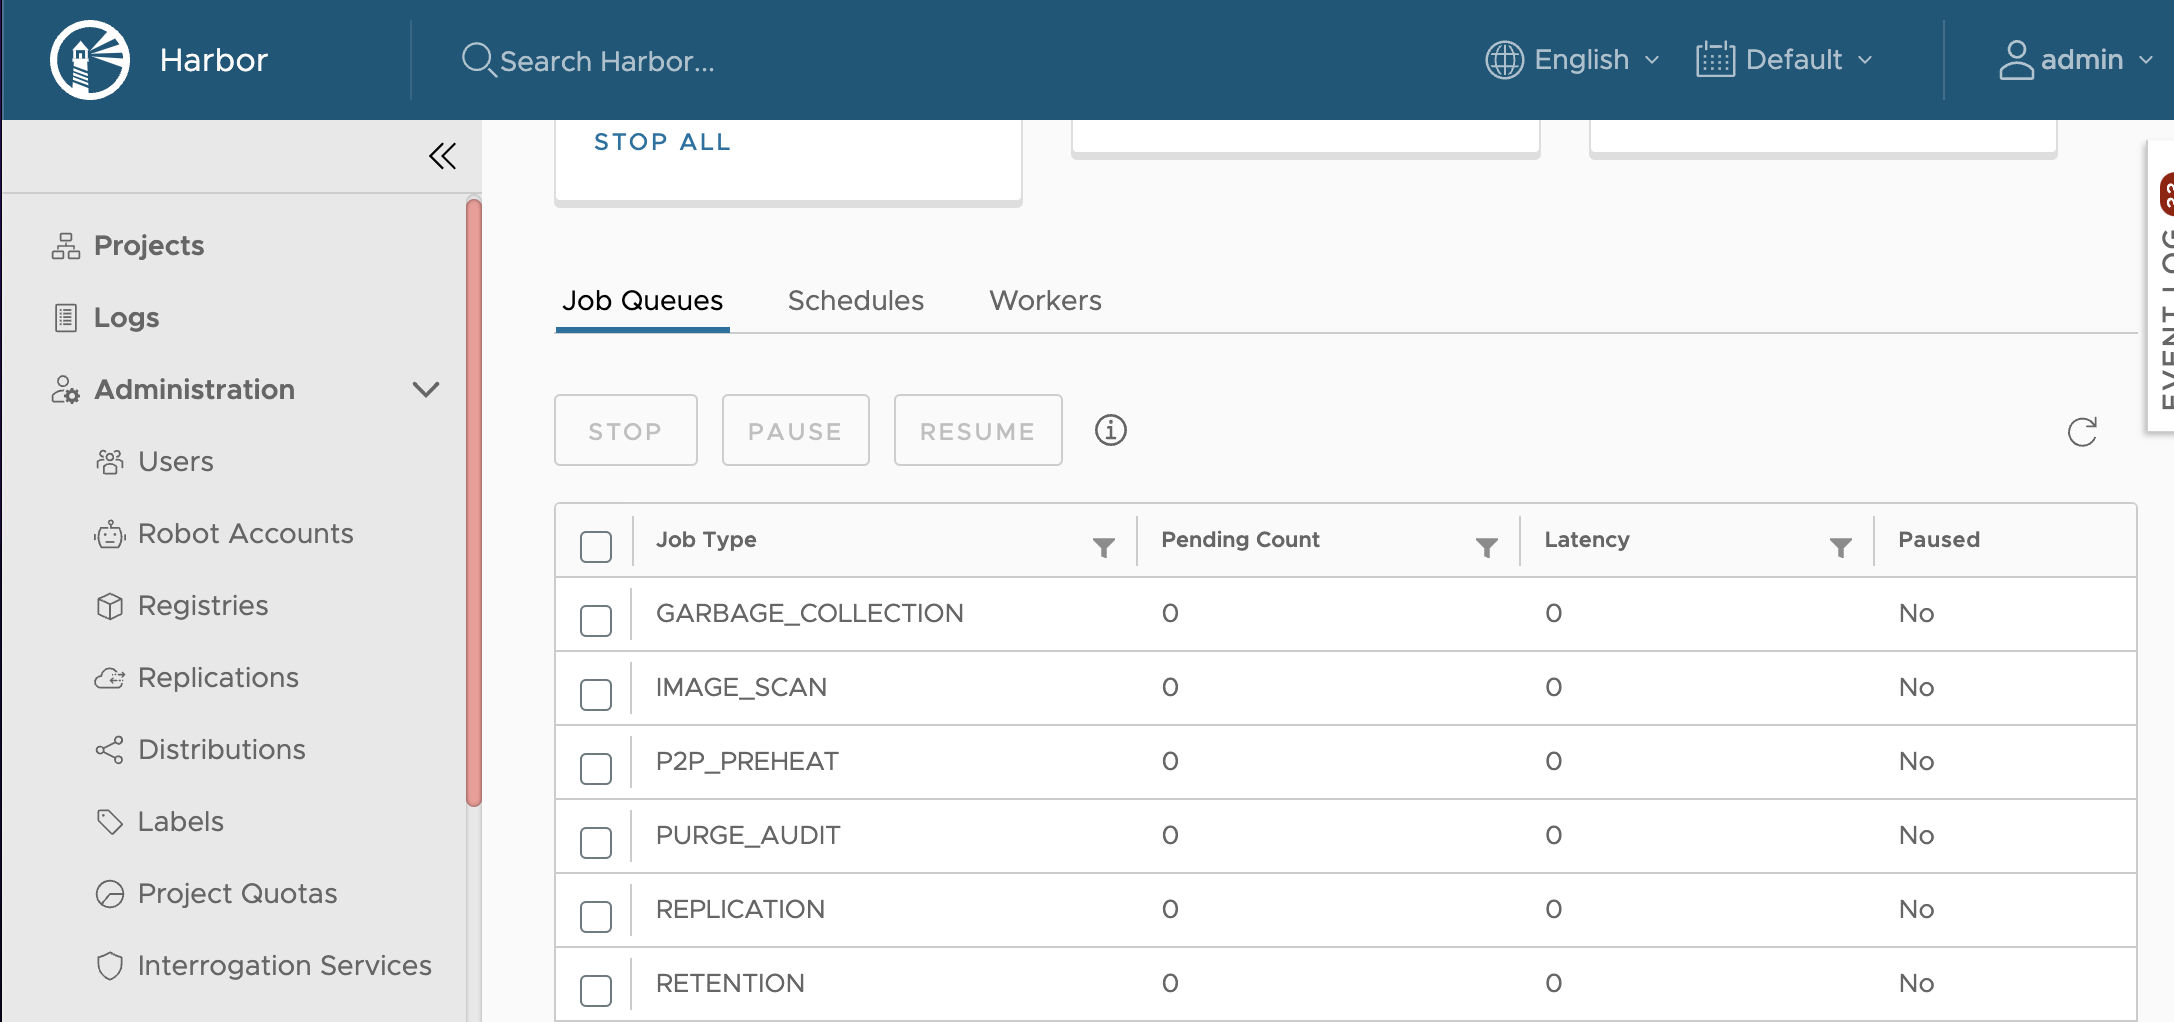 Harbor
Search Harbor...
English
Default
admin
STOP ALL
EVENT LOG
Projects
Logs
Administration
Users
Robot Accounts
Registries
Replications
Distributions
Labels
Project Quotas
Interrogation Services
Job Queues Schedules Workers
STOP PAUSE RESUME
Job Type Pending Count Latency Paused
GARBAGE_COLLECTION 0 0 No
IMAGE_SCAN 0 0 No
P2P_PREHEAT 0 0 No
PURGE_AUDIT 0 0 No
REPLICATION 0 0 No
RETENTION 0 0 No